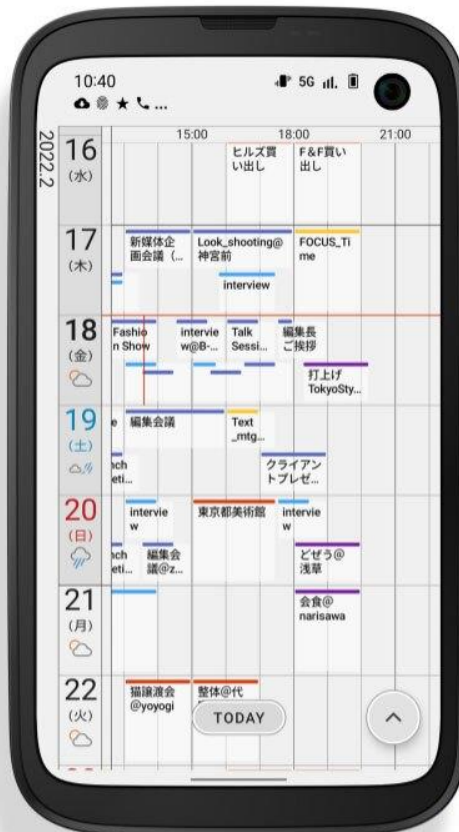 10:40
5G
2022.2
15:00 18:00 21:00
16
(水)
ヒルズ買
い出し
F&F買い
出し
17
(木)
新媒体企
画会議(...
Look_shooting@
神宮前
FOCUS_Ti
me
interview
18
(金)
Fashio
n Show
intervie
w@B-...
Talk
Sessi...
編集長
ご挨拶
打上げ
TokyoSty...
19
(土)
e
編集会議
Text
_mtg...
nch
eti...
クライアン
トプレゼ...
20
(日)
intervie
w
東京都美術館
intervie
w
nch
eti...
編集会
議@z...
どぜう@
浅草
21
(月)
会食@
narisawa
22
(火)
猫譲渡会
@yoyogi
整体@代
TODAY